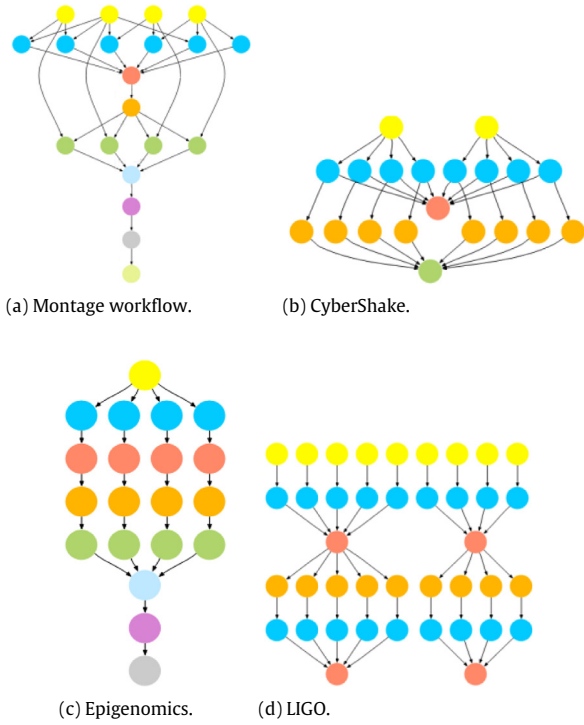 (a) Montage workflow.
(b) CyberShake.
(c) Epigenomics.
(d) LIGO.